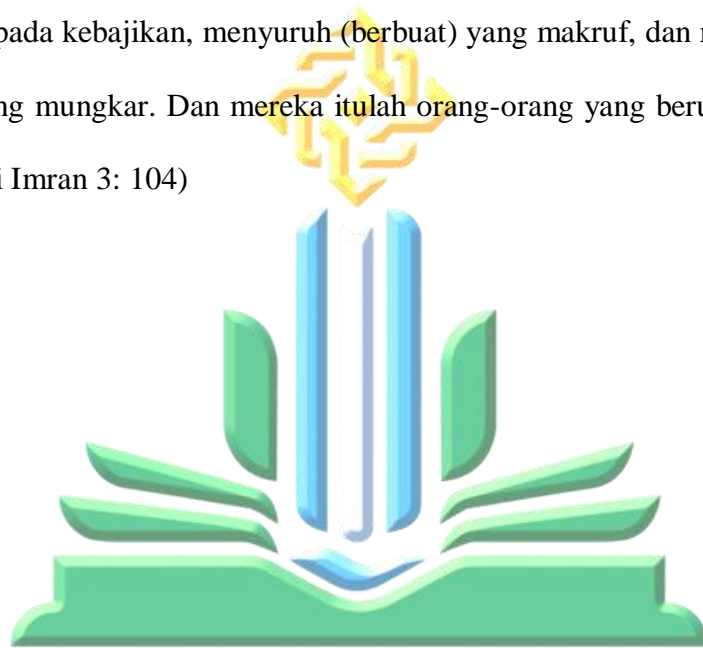 pada kebajikan, menyuruh (berbuat) yang makruf, dan
ng mungkar. Dan mereka itulah orang-orang yang beru
i Imran 3: 104)